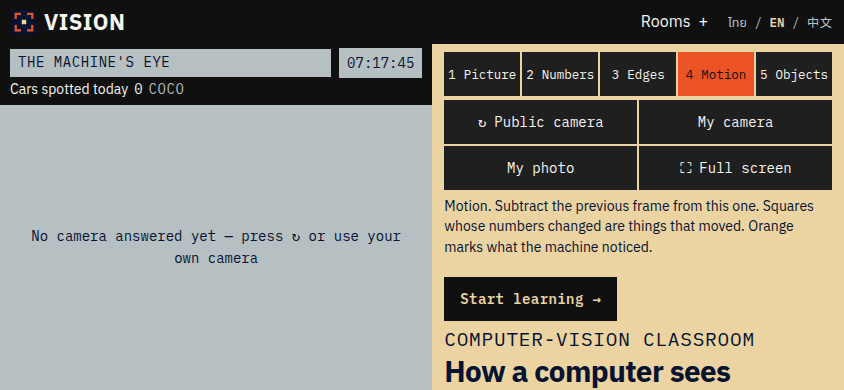 VISION
Rooms +
ไทย / EN / 中文
THE MACHINE'S EYE
07:17:45
Cars spotted today 0 COCO
No camera answered yet — press ↻ or use your
own camera
1 Picture
2 Numbers
3 Edges
4 Motion
5 Objects
↻ Public camera
My camera
My photo
⛶ Full screen
Motion. Subtract the previous frame from this one. Squares
whose numbers changed are things that moved. Orange
marks what the machine noticed.
Start learning →
COMPUTER-VISION CLASSROOM
How a computer sees